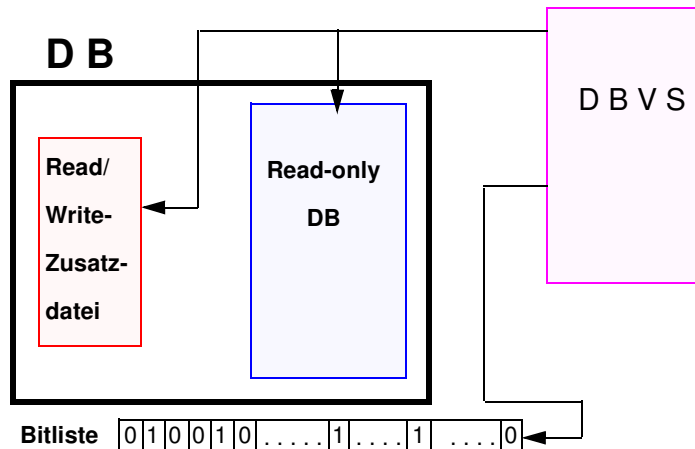 D B
D B V S
Read/
Write-
Zusatz-
datei
Read-only
DB
Bitliste 0 1 0 0 1 0 . . . . . 1 . . . . 1 . . . . 0